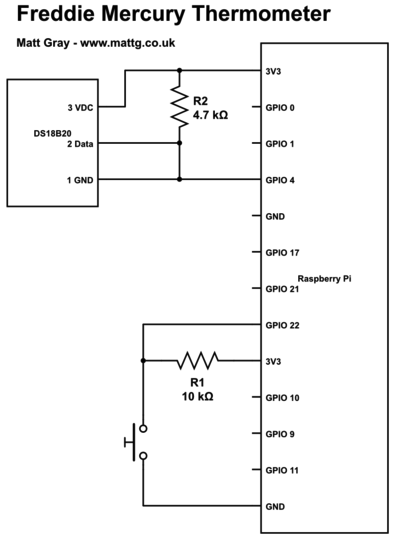 Freddie Mercury Thermometer
Matt Gray - www.mattg.co.uk
3V3
3 VDC
R2
4.7 kΩ
GPIO 0
DS18B20
2 Data
GPIO 1
1 GND
GPIO 4
GND
GPIO 17
Raspberry Pi
GPIO 21
GPIO 22
3V3
R1
10 kΩ
GPIO 10
GPIO 9
GPIO 11
GND